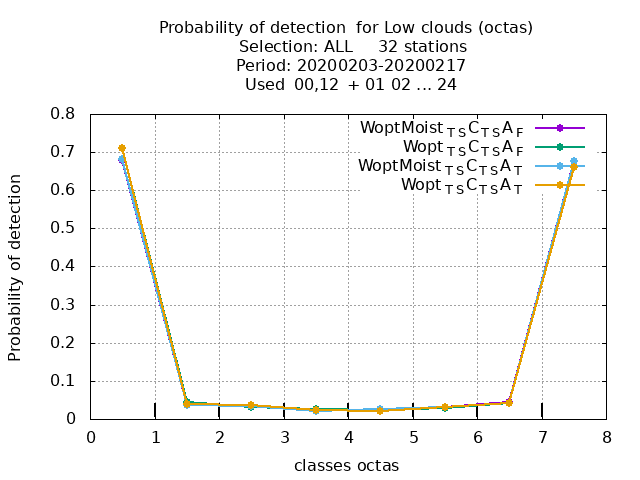 Probability of detection  for Low clouds (octas)
Selection: ALL     32 stations
Period: 20200203-20200217
Used  00,12  + 01 02 ... 24
WoptMoist TS C TS A F
Wopt TS C TS A F
WoptMoist TS C TS A T
Wopt TS C TS A T
0.8
0.7
0.6
0.5
0.4
0.3
0.2
0.1
0
Probability of detection
0 1 2 3 4 5 6 7 8
classes octas